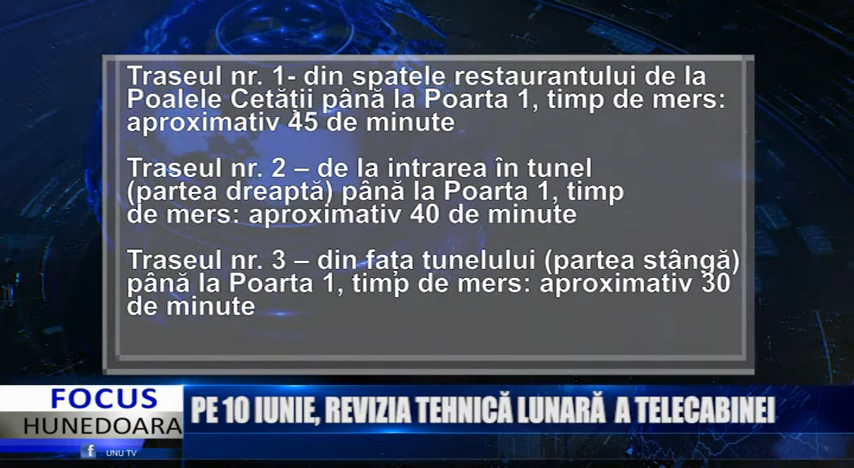 Traseul nr. 1- din spatele restaurantului de la
Poalele Cetății până la Poarta 1, timp de mers:
aproximativ 45 de minute
Traseul nr. 2 – de la intrarea în tunel
(partea dreaptă) până la Poarta 1, timp
de mers: aproximativ 40 de minute
Traseul nr. 3 – din fața tunelului (partea stângă)
până la Poarta 1, timp de mers: aproximativ 30
de minute
FOCUS
HUNEDOARA
PE 10 IUNIE, REVIZIA TEHNICĂ LUNARĂ A TELECABINEI
f UNU TV